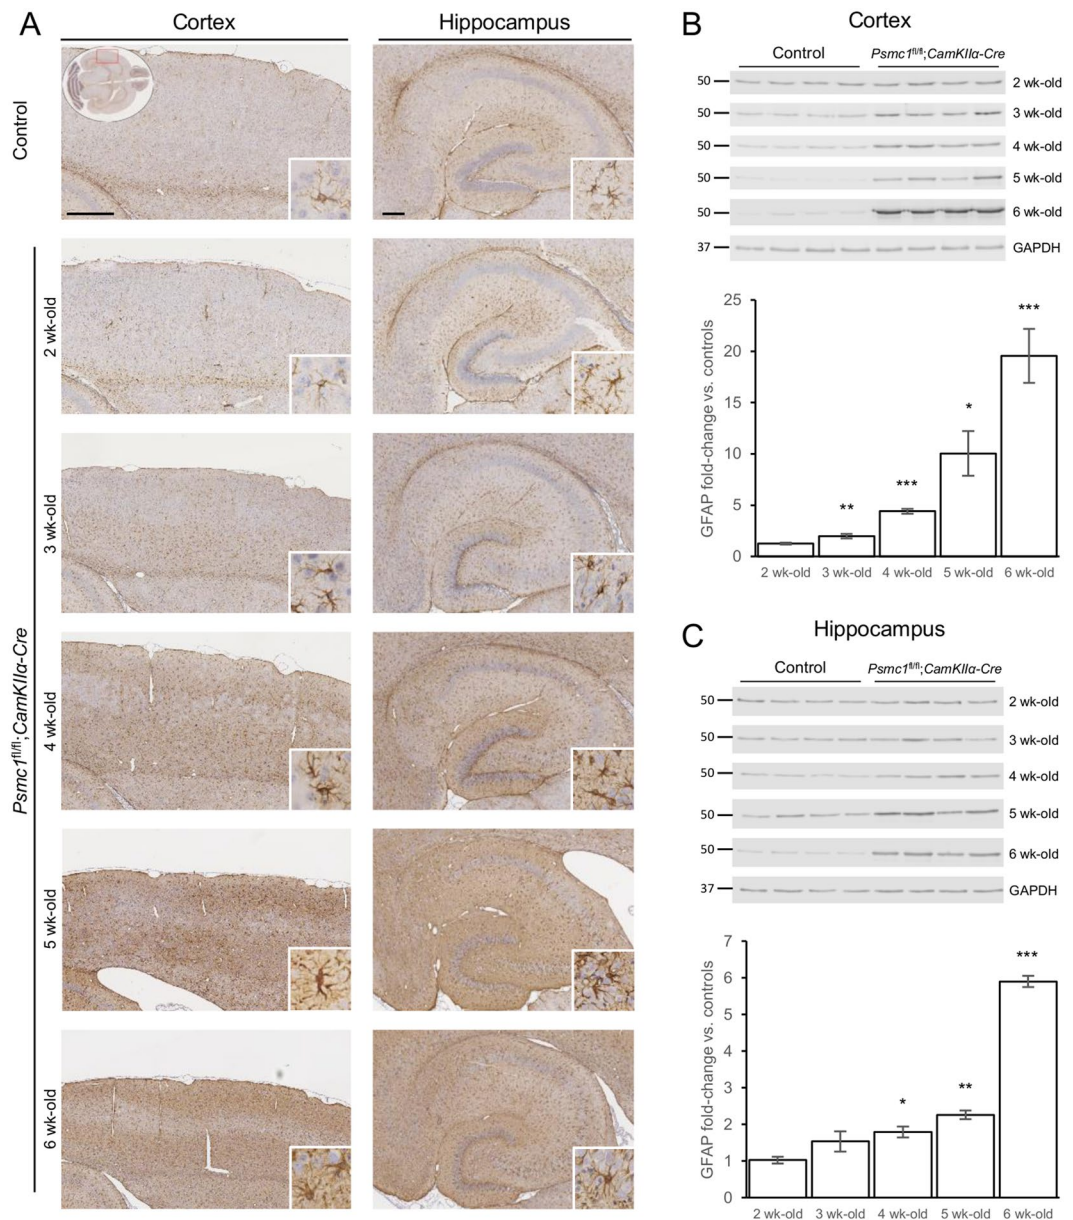 A
Cortex
Hippocampus
Control
Psmc1fl/fl;CamKIIα-Cre
2 wk-old
3 wk-old
4 wk-old
5 wk-old
6 wk-old
B
Cortex
Control
Psmc1fl/fl;CamKIIα-Cre
50
2 wk-old
50
3 wk-old
50
4 wk-old
50
5 wk-old
50
6 wk-old
37
GAPDH
GFAP fold-change vs. controls
25
20
15
10
5
0
**
***
*
***
2 wk-old 3 wk-old 4 wk-old 5 wk-old 6 wk-old
C
Hippocampus
Control
Psmc1fl/fl;CamKIIα-Cre
50
2 wk-old
50
3 wk-old
50
4 wk-old
50
5 wk-old
50
6 wk-old
37
GAPDH
GFAP fold-change vs. controls
7
6
5
4
3
2
1
0
*
**
***
2 wk-old 3 wk-old 4 wk-old 5 wk-old 6 wk-old